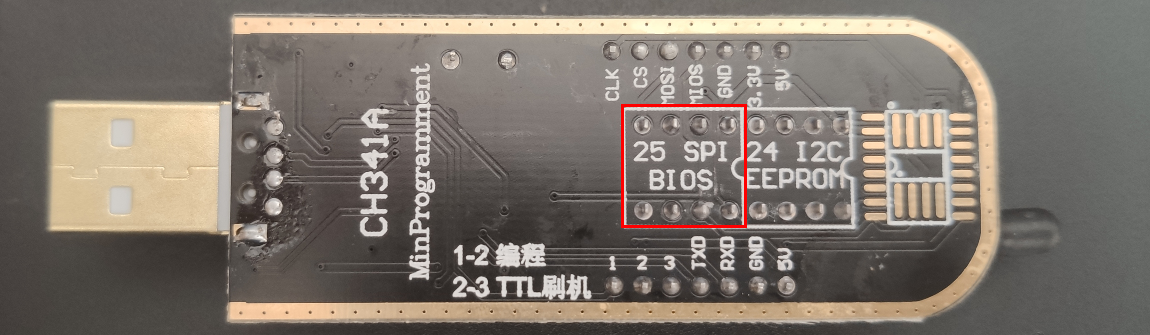 CLK
CS
MOSI
MIOS
GND
3.3V
5V
CH341A
MinProgramment
25 SPI
BIOS
24 I2C
EEPROM
1-2 编程
2-3 TTL刷机
1
2
3
TXD
RXD
GND
5V